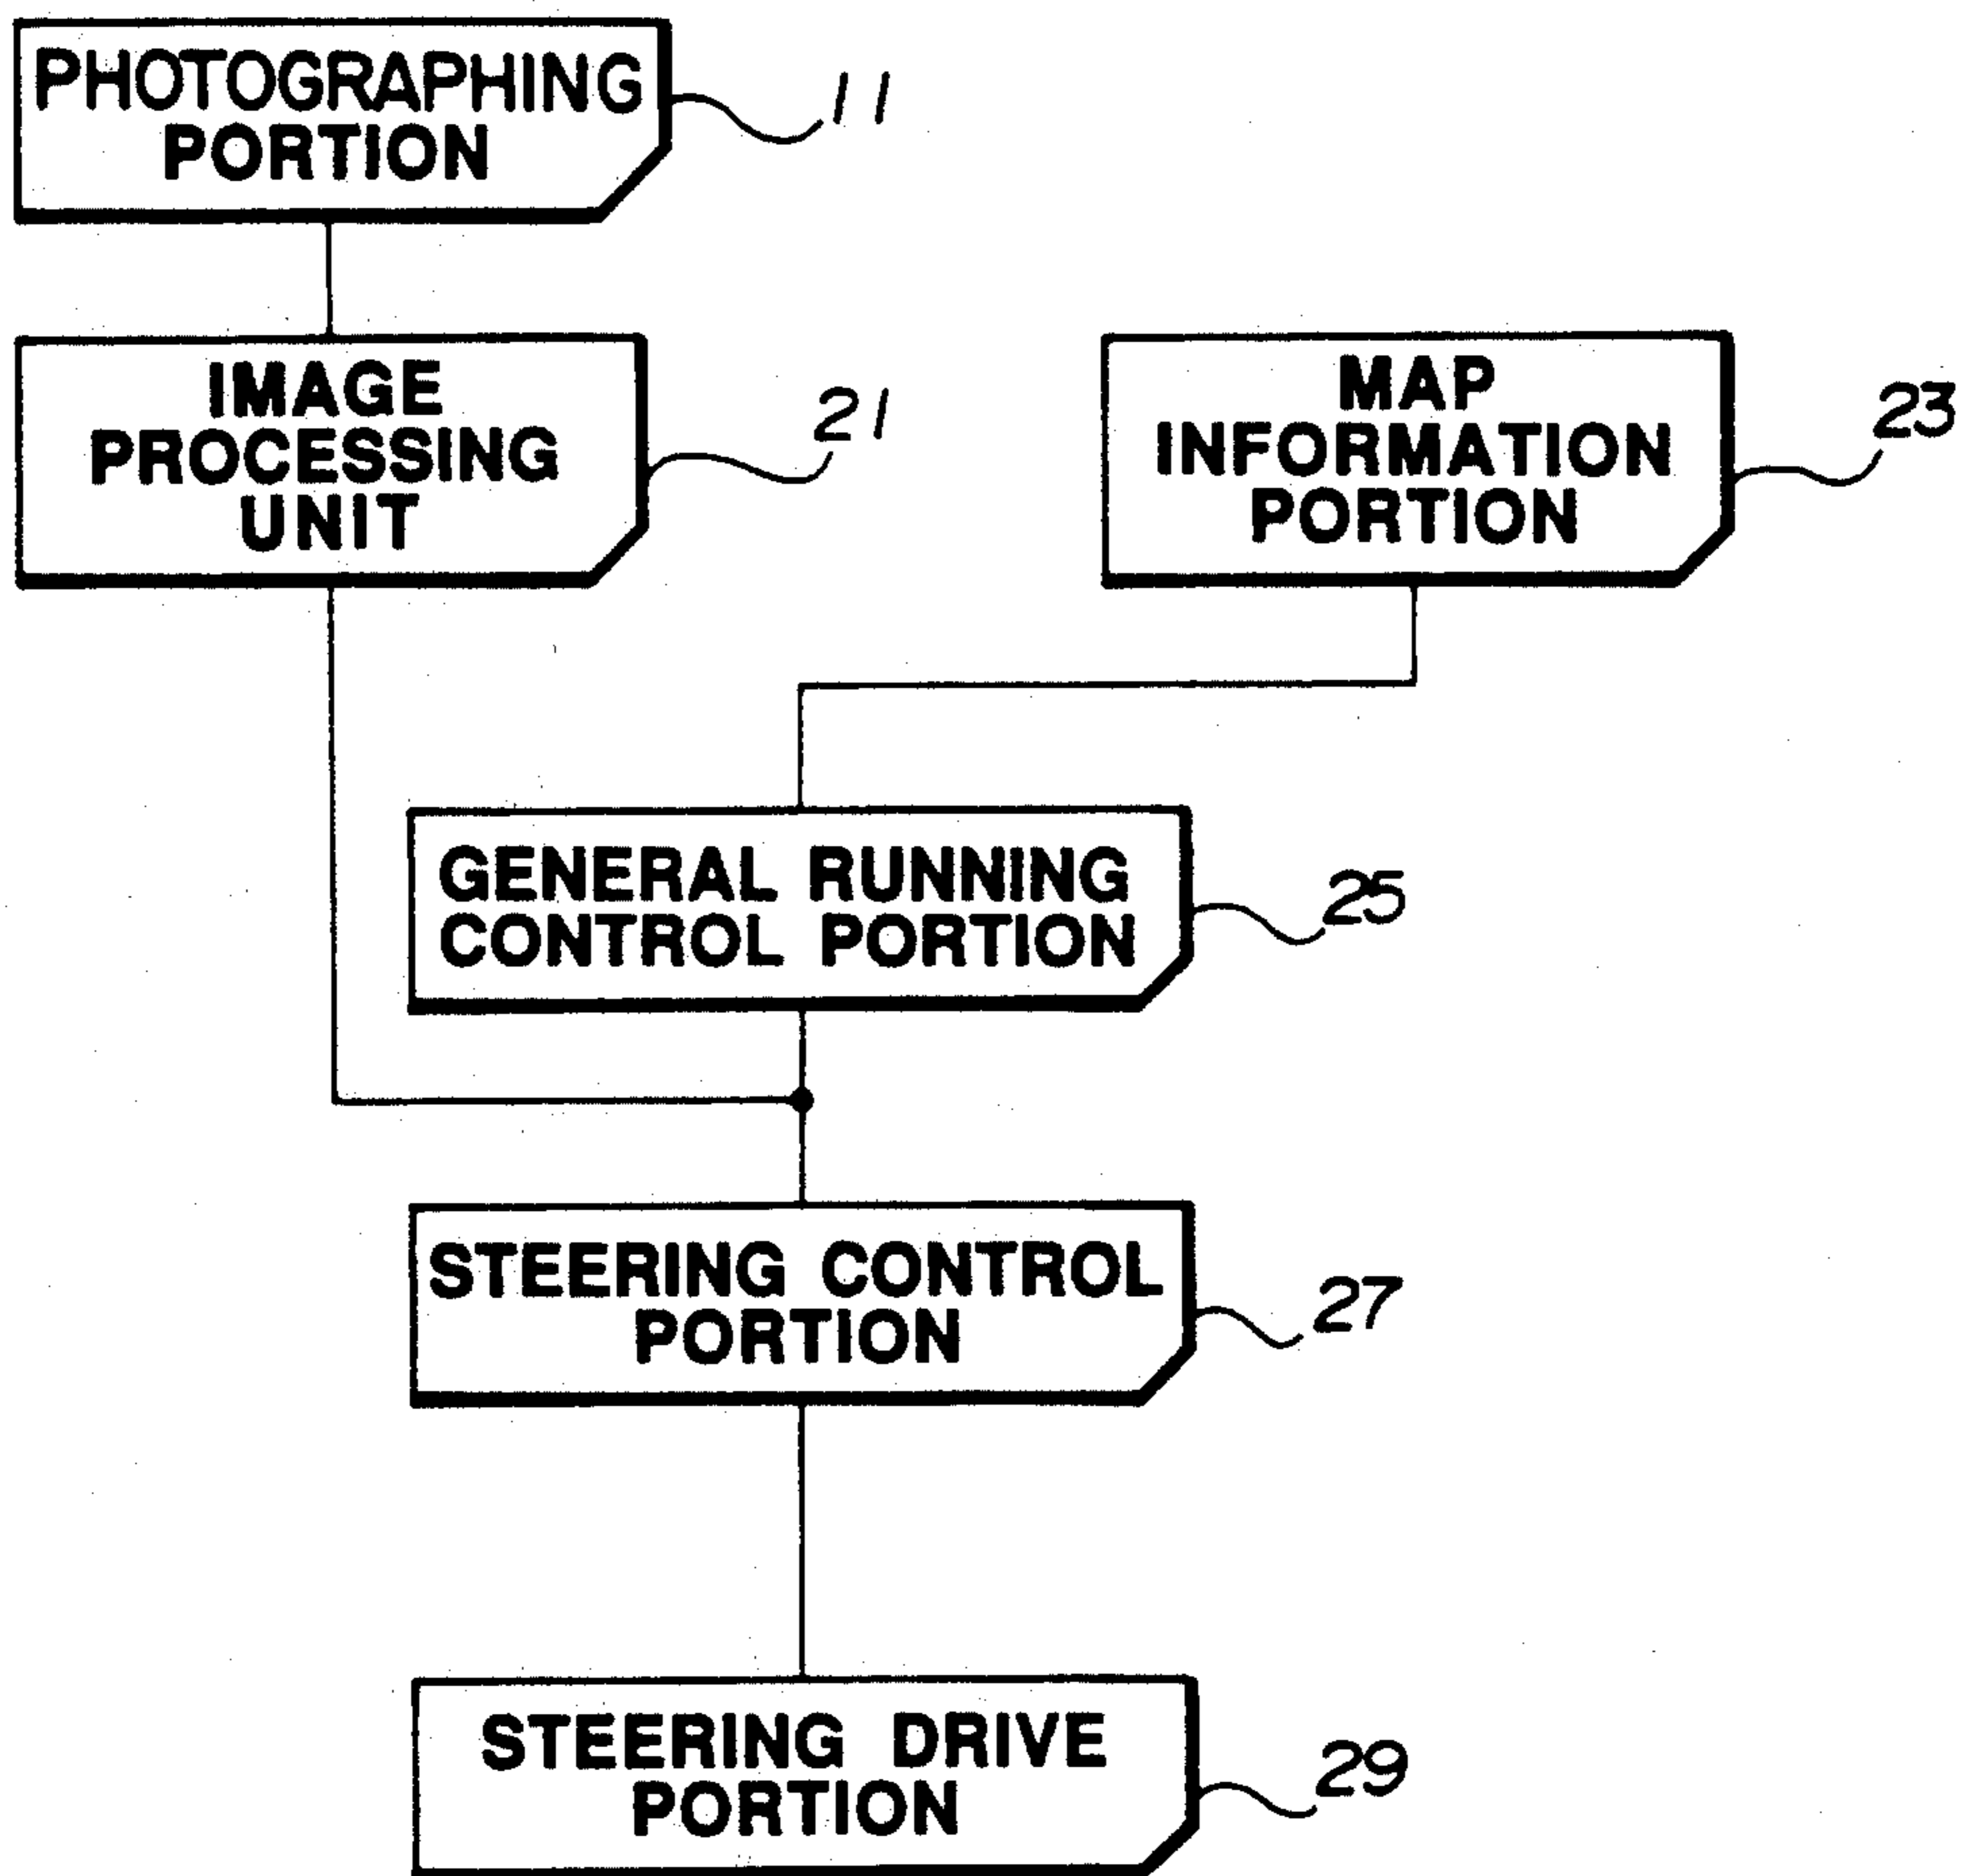 PHOTOGRAPHING
PORTION
11
IMAGE
PROCESSING
UNIT
21
MAP
INFORMATION
PORTION
23
GENERAL RUNNING
CONTROL PORTION
25
STEERING CONTROL
PORTION
27
STEERING DRIVE
PORTION
29